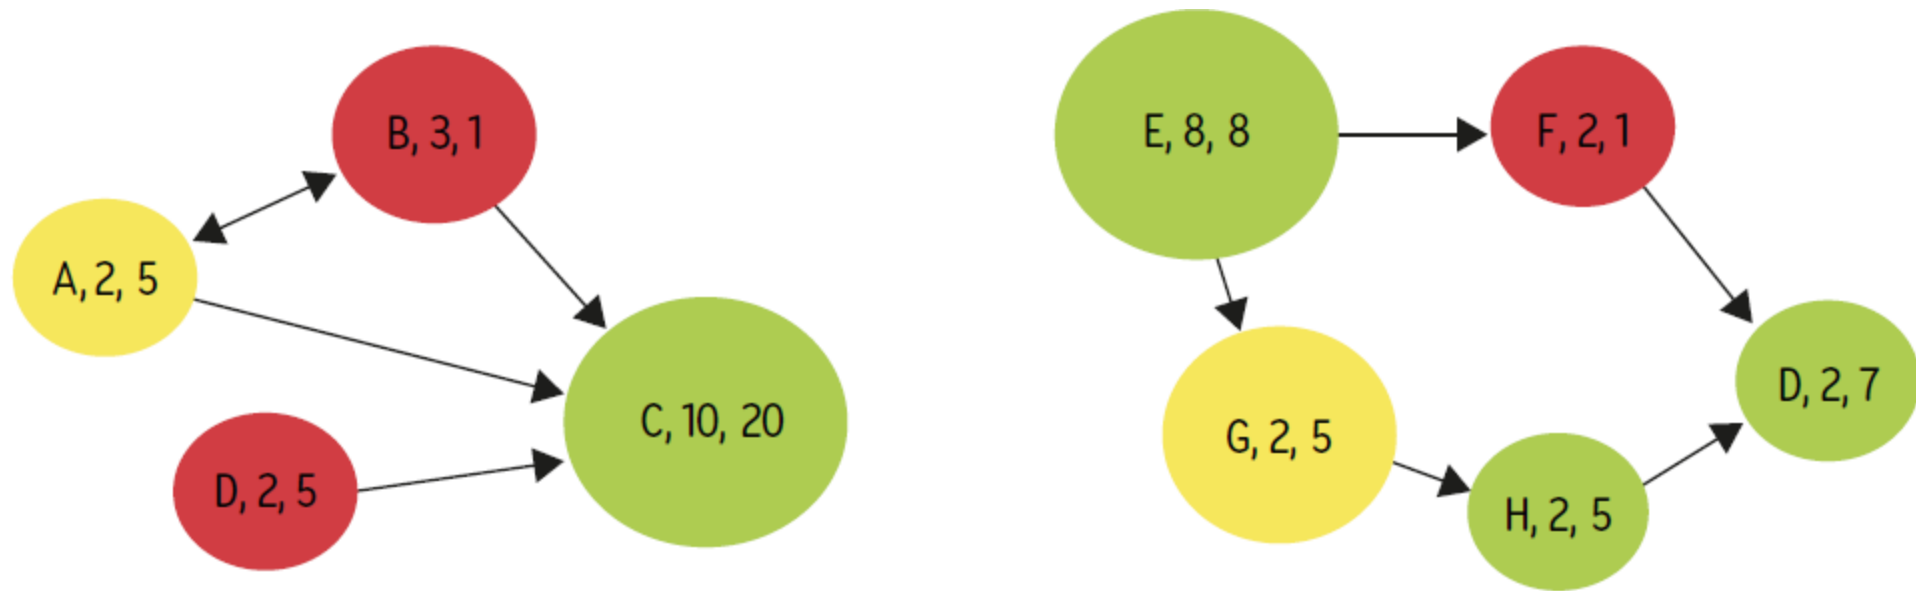 B, 3, 1
A, 2, 5
C, 10, 20
D, 2, 5
E, 8, 8
F, 2, 1
G, 2, 5
D, 2, 7
H, 2, 5